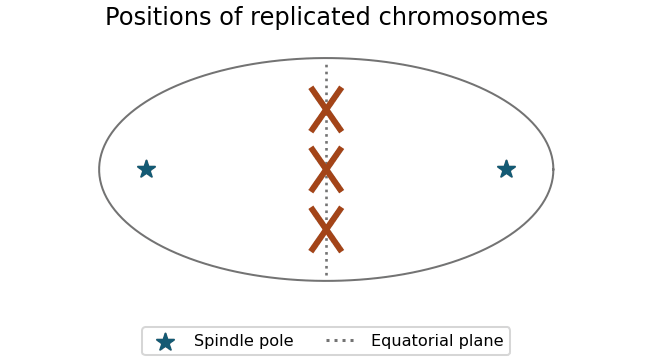 Positions of replicated chromosomes
Spindle pole
Equatorial plane